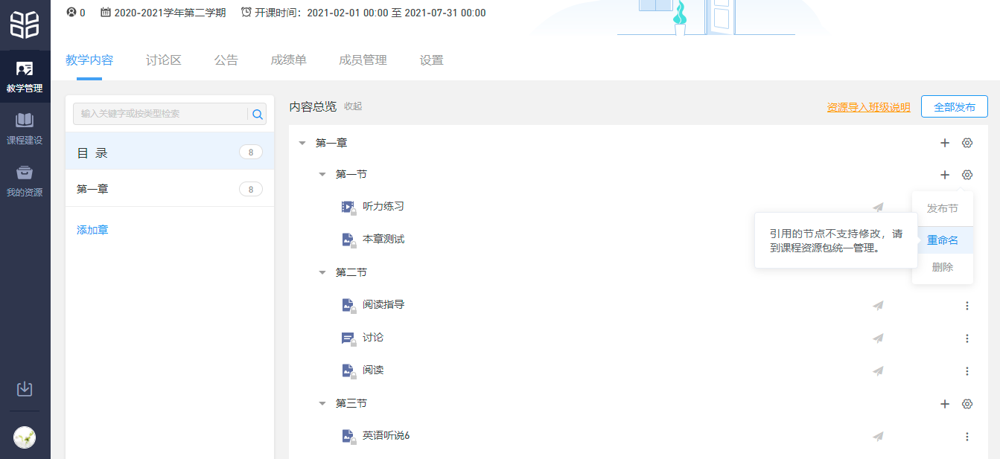 0 2020-2021学年第二学期 开课时间：2021-02-01 00:00 至 2021-07-31 00:00
教学内容 讨论区 公告 成绩单 成员管理 设置
教学管理
课程建设
我的资源
输入关键字或按类型检索
目 录 8
第一章 8
添加章
内容总览 收起 资源导入班级说明 全部发布
第一章
第一节
听力练习
本章测试
第二节
阅读指导
讨论
阅读
第三节
英语听说6
发布节
重命名
删除
引用的节点不支持修改，请
到课程资源包统一管理。